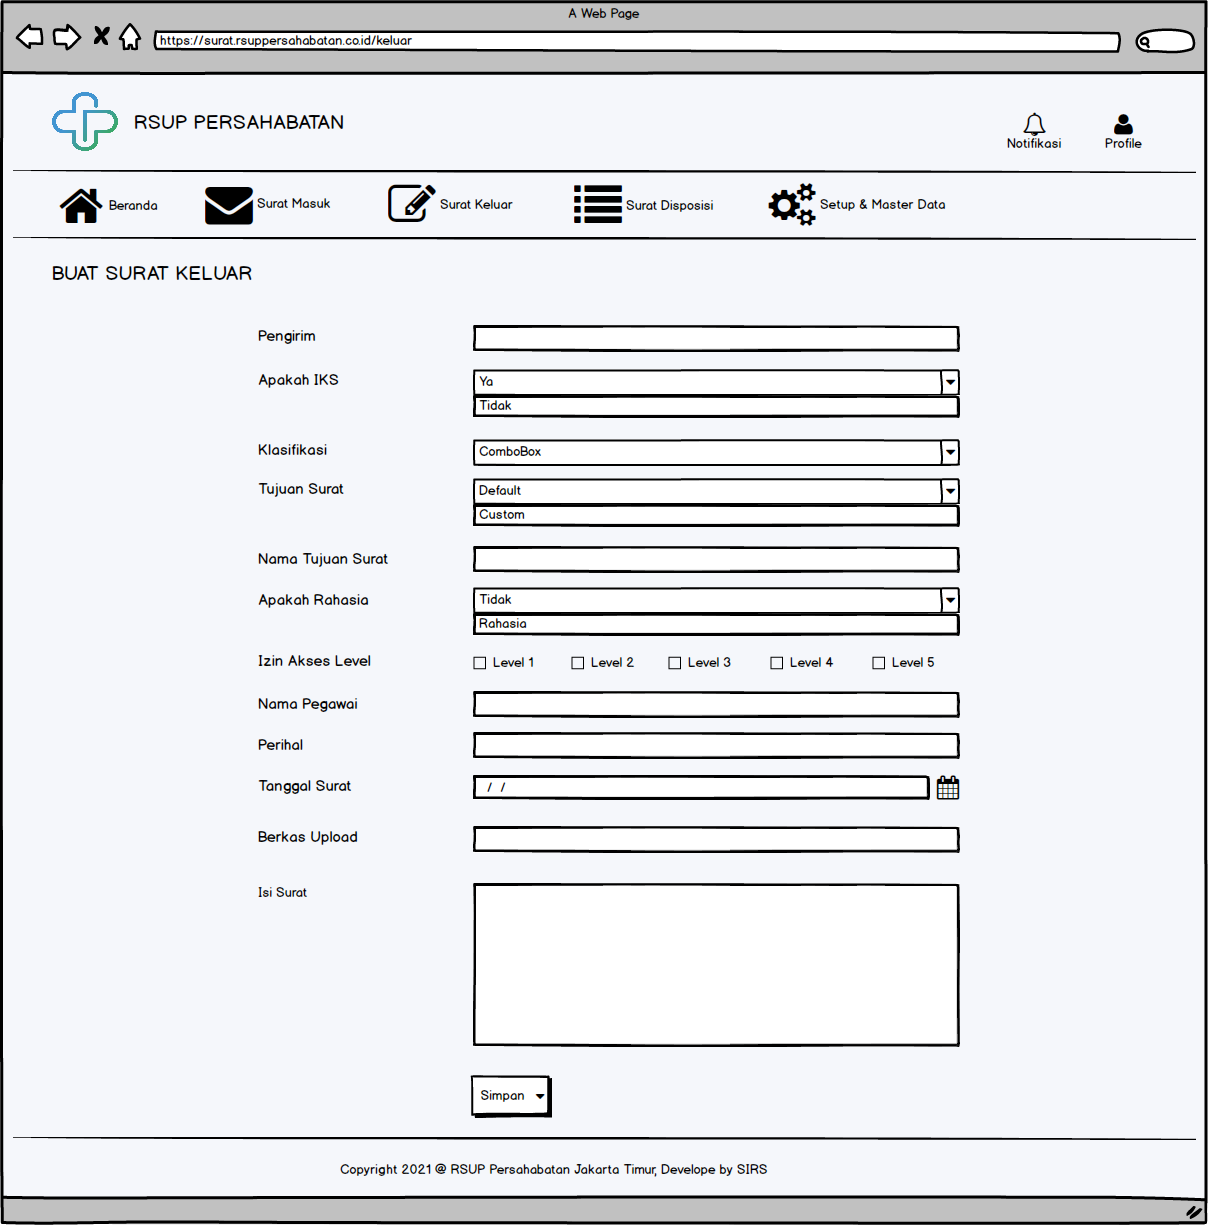 A Web Page
https://surat.rsuppersahabatan.co.id/keluar
RSUP PERSAHABATAN
Notifikasi
Profile
Beranda
Surat Masuk
Surat Keluar
Surat Disposisi
Setup & Master Data
BUAT SURAT KELUAR
Pengirim
Apakah IKS
Ya
Tidak
Klasifikasi
ComboBox
Tujuan Surat
Default
Custom
Nama Tujuan Surat
Apakah Rahasia
Tidak
Rahasia
Izin Akses Level
Level 1
Level 2
Level 3
Level 4
Level 5
Nama Pegawai
Perihal
Tanggal Surat
/ /
Berkas Upload
Isi Surat
Simpan
Copyright 2021 @ RSUP Persahabatan Jakarta Timur, Develope by SIRS